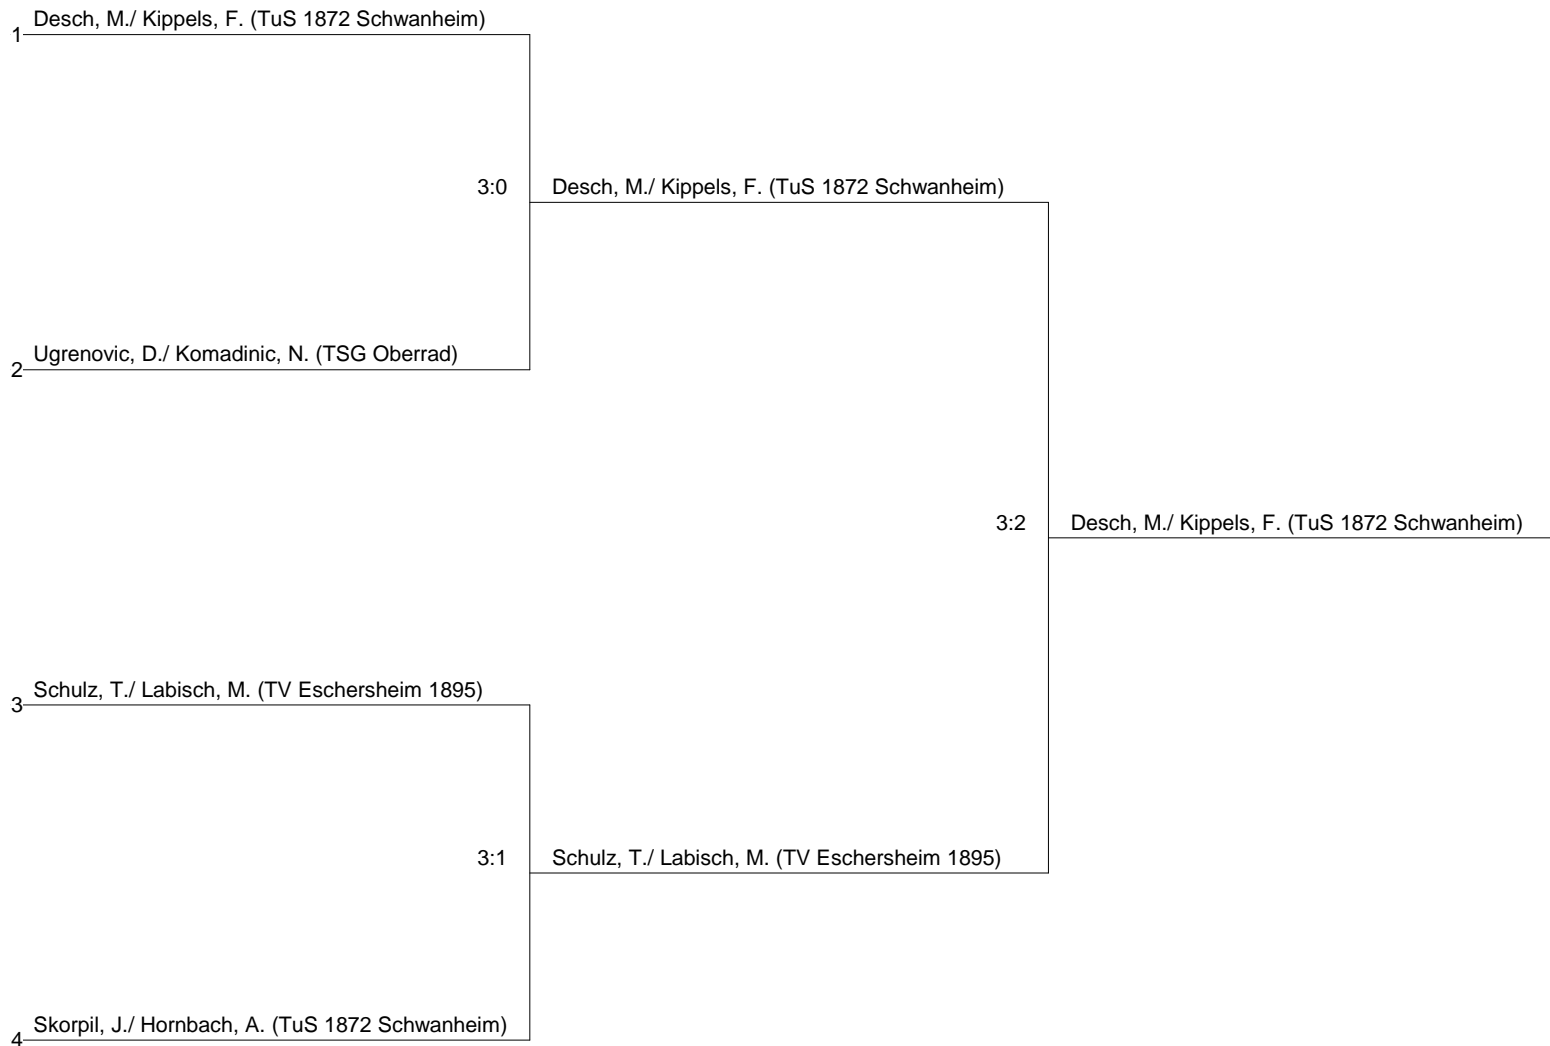 Desch, M./ Kippels, F. (TuS 1872 Schwanheim)
1
3:0
Desch, M./ Kippels, F. (TuS 1872 Schwanheim)
Ugrenovic, D./ Komadinic, N. (TSG Oberrad)
2
3:2
Desch, M./ Kippels, F. (TuS 1872 Schwanheim)
Schulz, T./ Labisch, M. (TV Eschersheim 1895)
3
3:1
Schulz, T./ Labisch, M. (TV Eschersheim 1895)
Skorpil, J./ Hornbach, A. (TuS 1872 Schwanheim)
4